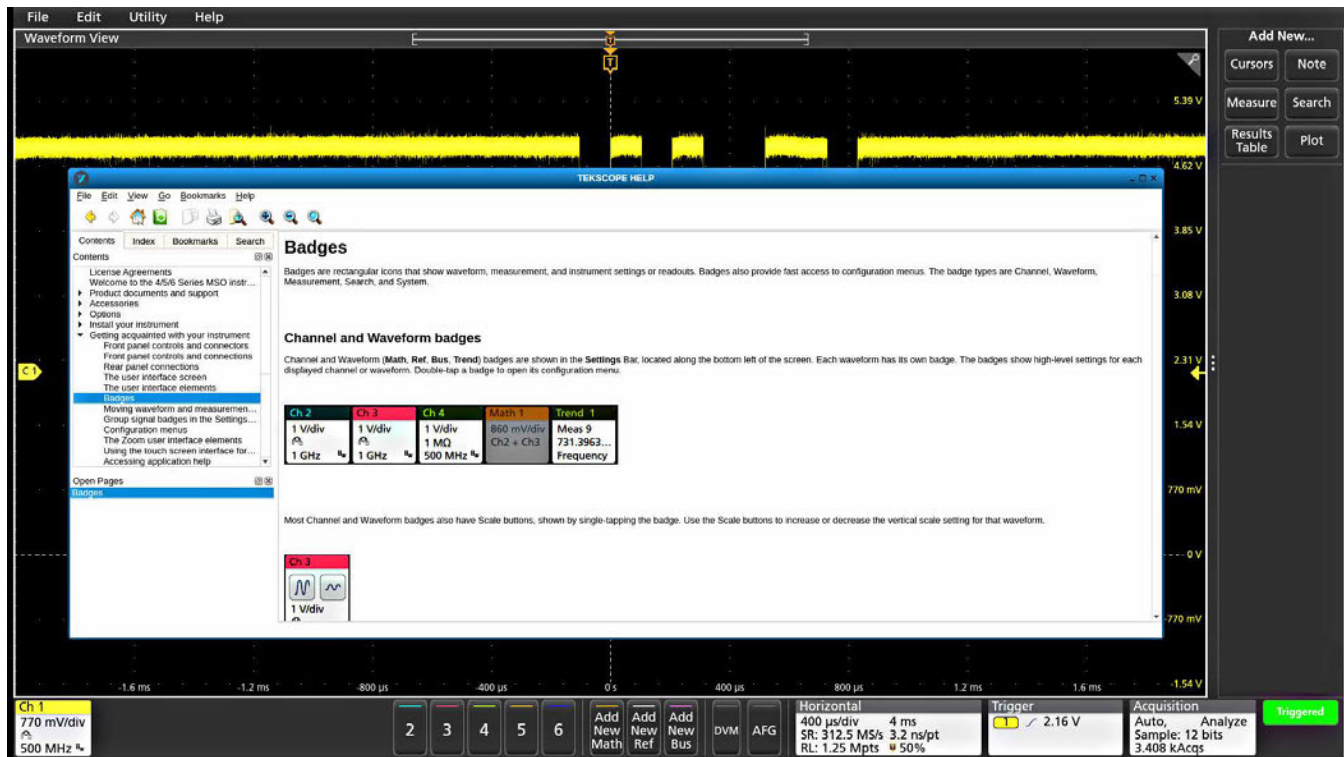 File Edit Utility Help
Waveform View
T
T
5.39 V
4.62 V
3.85 V
3.08 V
2.31 V
1.54 V
770 mV
0 V
-770 mV
-1.54 V
C 1
TEKSCOPE HELP
File Edit View Go Bookmarks Help
Contents Index Bookmarks Search
Contents
License Agreements
Welcome to the 4/5/6 Series MSO instr...
Product documents and support
Accessories
Options
Install your instrument
Getting acquainted with your instrument
Front panel controls and connectors
Front panel controls and connections
Rear panel connections
The user interface screen
The user interface elements
Badges
Moving waveform and measuremen...
Group signal badges in the Settings...
Configuration menus
The Zoom user interface elements
Using the touch screen interface for...
Accessing application help
Open Pages
Badges
Badges
Badges are rectangular icons that show waveform, measurement, and instrument settings or readouts. Badges also provide fast access to configuration menus. The badge types are Channel, Waveform,
Measurement, Search, and System.
Channel and Waveform badges
Channel and Waveform (Math, Ref, Bus, Trend) badges are shown in the Settings Bar, located along the bottom left of the screen. Each waveform has its own badge. The badges show high-level settings for each
displayed channel or waveform. Double-tap a badge to open its configuration menu.
Ch 2 Ch 3 Ch 4 Math 1 Trend 1
1 V/div 1 V/div 1 V/div 860 mV/div Meas 9
1 MΩ Ch2 + Ch3 731.3963...
1 GHz 1 GHz 500 MHz Frequency
Most Channel and Waveform badges also have Scale buttons, shown by single-tapping the badge. Use the Scale buttons to increase or decrease the vertical scale setting for that waveform.
Ch 3
1 V/div
-1.6 ms -1.2 ms -800 µs -400 µs 0 s 400 µs 800 µs 1.2 ms 1.6 ms
Add New...
Cursors Note
Measure Search
Results Table Plot
Ch 1
770 mV/div
500 MHz
2 3 4 5 6
Add New Math
Add New Ref
Add New Bus
DVM AFG
Horizontal
400 µs/div 4 ms
SR: 312.5 MS/s 3.2 ns/pt
RL: 1.25 Mpts 50%
Trigger
1 2.16 V
Acquisition
Auto, Analyze
Sample: 12 bits
3.408 kAcqs
Triggered